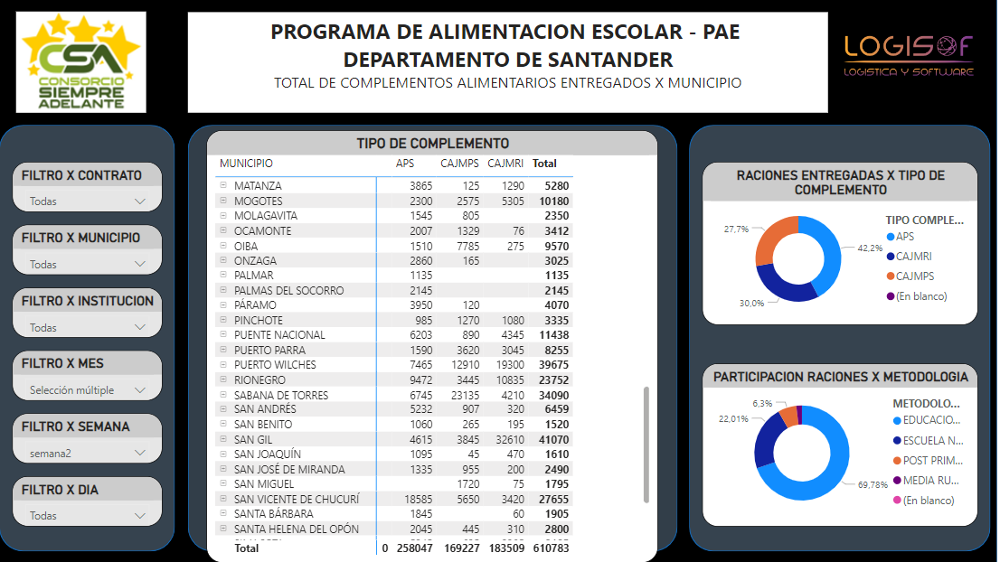 CSA
CONSORCIO
SIEMPRE
ADELANTE
PROGRAMA DE ALIMENTACION ESCOLAR - PAE
DEPARTAMENTO DE SANTANDER
TOTAL DE COMPLEMENTOS ALIMENTARIOS ENTREGADOS X MUNICIPIO
LOGISOF
LOGISTICA Y SOFTWARE
FILTRO X CONTRATO
Todas
FILTRO X MUNICIPIO
Todas
FILTRO X INSTITUCION
Todas
FILTRO X MES
Selección múltiple
FILTRO X SEMANA
semana2
FILTRO X DIA
Todas
TIPO DE COMPLEMENTO
MUNICIPIO APS CAJMPS CAJMRI Total
MATANZA 3865 125 1290 5280
MOGOTES 2300 2575 5305 10180
MOLAGAVITA 1545 805 2350
OCAMONTE 2007 1329 76 3412
OIBA 1510 7785 275 9570
ONZAGA 2860 165 3025
PALMAR 1135 1135
PALMAS DEL SOCORRO 2145 2145
PÁRAMO 3950 120 4070
PINCHOTE 985 1270 1080 3335
PUENTE NACIONAL 6203 890 4345 11438
PUERTO PARRA 1590 3620 3045 8255
PUERTO WILCHES 7465 12910 19300 39675
RIONEGRO 9472 3445 10835 23752
SABANA DE TORRES 6745 23135 4210 34090
SAN ANDRÉS 5232 907 320 6459
SAN BENITO 1060 265 195 1520
SAN GIL 4615 3845 32610 41070
SAN JOAQUÍN 1095 45 470 1610
SAN JOSÉ DE MIRANDA 1335 955 200 2490
SAN MIGUEL 1720 75 1795
SAN VICENTE DE CHUCURÍ 18585 5650 3420 27655
SANTA BÁRBARA 1845 60 1905
SANTA HELENA DEL OPÓN 2045 445 310 2800
Total 0 258047 169227 183509 610783
RACIONES ENTREGADAS X TIPO DE
COMPLEMENTO
27,7%
42,2%
30,0%
TIPO COMPLE...
APS
CAJMRI
CAJMPS
(En blanco)
PARTICIPACION RACIONES X METODOLOGIA
6,3%
22,01%
69,78%
METODOLO...
EDUCACIO...
ESCUELA N...
POST PRIM...
MEDIA RU...
(En blanco)